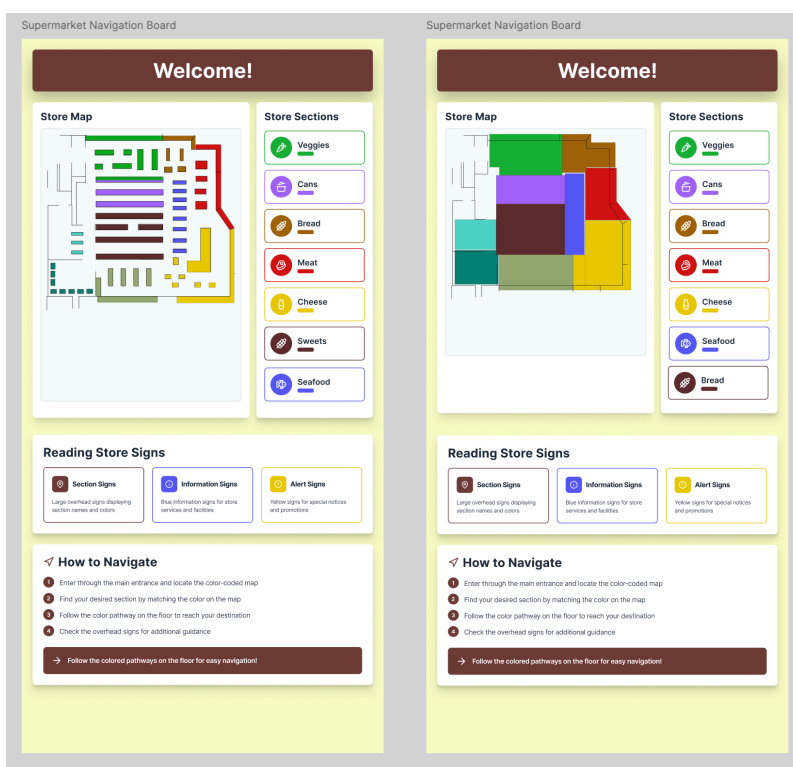 Supermarket Navigation Board
Welcome!
Store Map
Store Sections
Veggies
Cans
Bread
Meat
Cheese
Sweets
Seafood
Reading Store Signs
Section Signs
Large overhead signs displaying
section names and colors
Information Signs
Blue information signs for store
services and facilities
Alert Signs
Yellow signs for special notices
and promotions
How to Navigate
1 Enter through the main entrance and locate the color-coded map
2 Find your desired section by matching the color on the map
3 Follow the color pathway on the floor to reach your destination
4 Check the overhead signs for additional guidance
Follow the colored pathways on the floor for easy navigation!
Supermarket Navigation Board
Welcome!
Store Map
Store Sections
Veggies
Cans
Bread
Meat
Cheese
Seafood
Bread
Reading Store Signs
Section Signs
Large overhead signs displaying
section names and colors
Information Signs
Blue information signs for store
services and facilities
Alert Signs
Yellow signs for special notices
and promotions
How to Navigate
1 Enter through the main entrance and locate the color-coded map
2 Find your desired section by matching the color on the map
3 Follow the color pathway on the floor to reach your destination
4 Check the overhead signs for additional guidance
Follow the colored pathways on the floor for easy navigation!